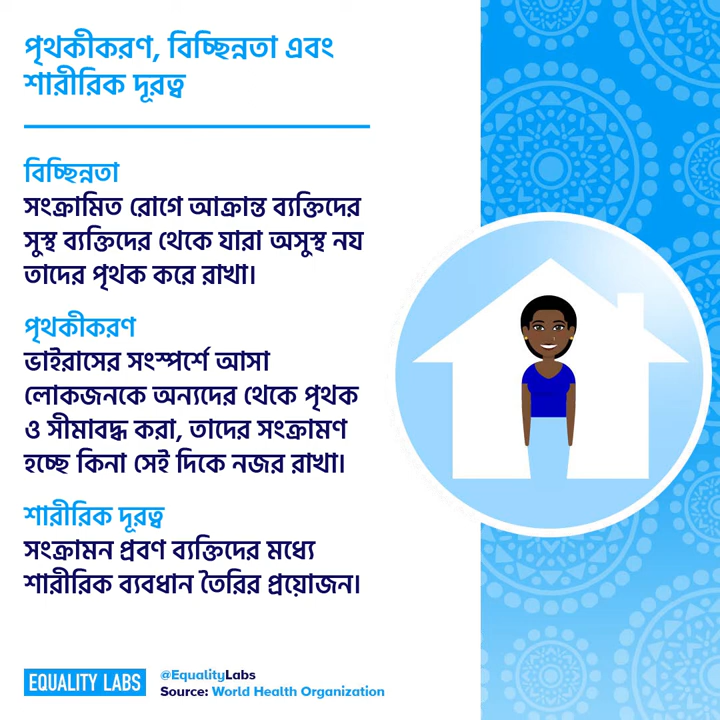 পৃথকীকরণ, বিচ্ছিন্নতা এবং
শারীরিক দূরত্ব
বিচ্ছিন্নতা
সংক্রামিত রোগে আক্রান্ত ব্যক্তিদের
সুস্থ ব্যক্তিদের থেকে যারা অসুস্থ নয
তাদের পৃথক করে রাখা।
পৃথকীকরণ
ভাইরাসের সংস্পর্শে আসা
লোকজনকে অন্যদের থেকে পৃথক
ও সীমাবদ্ধ করা, তাদের সংক্রামণ
হচ্ছে কিনা সেই দিকে নজর রাখা।
শারীরিক দূরত্ব
সংক্রামন প্রবণ ব্যক্তিদের মধ্যে
শারীরিক ব্যবধান তৈরির প্রয়োজন।
EQUALITY LABS
@EqualityLabs
Source: World Health Organization